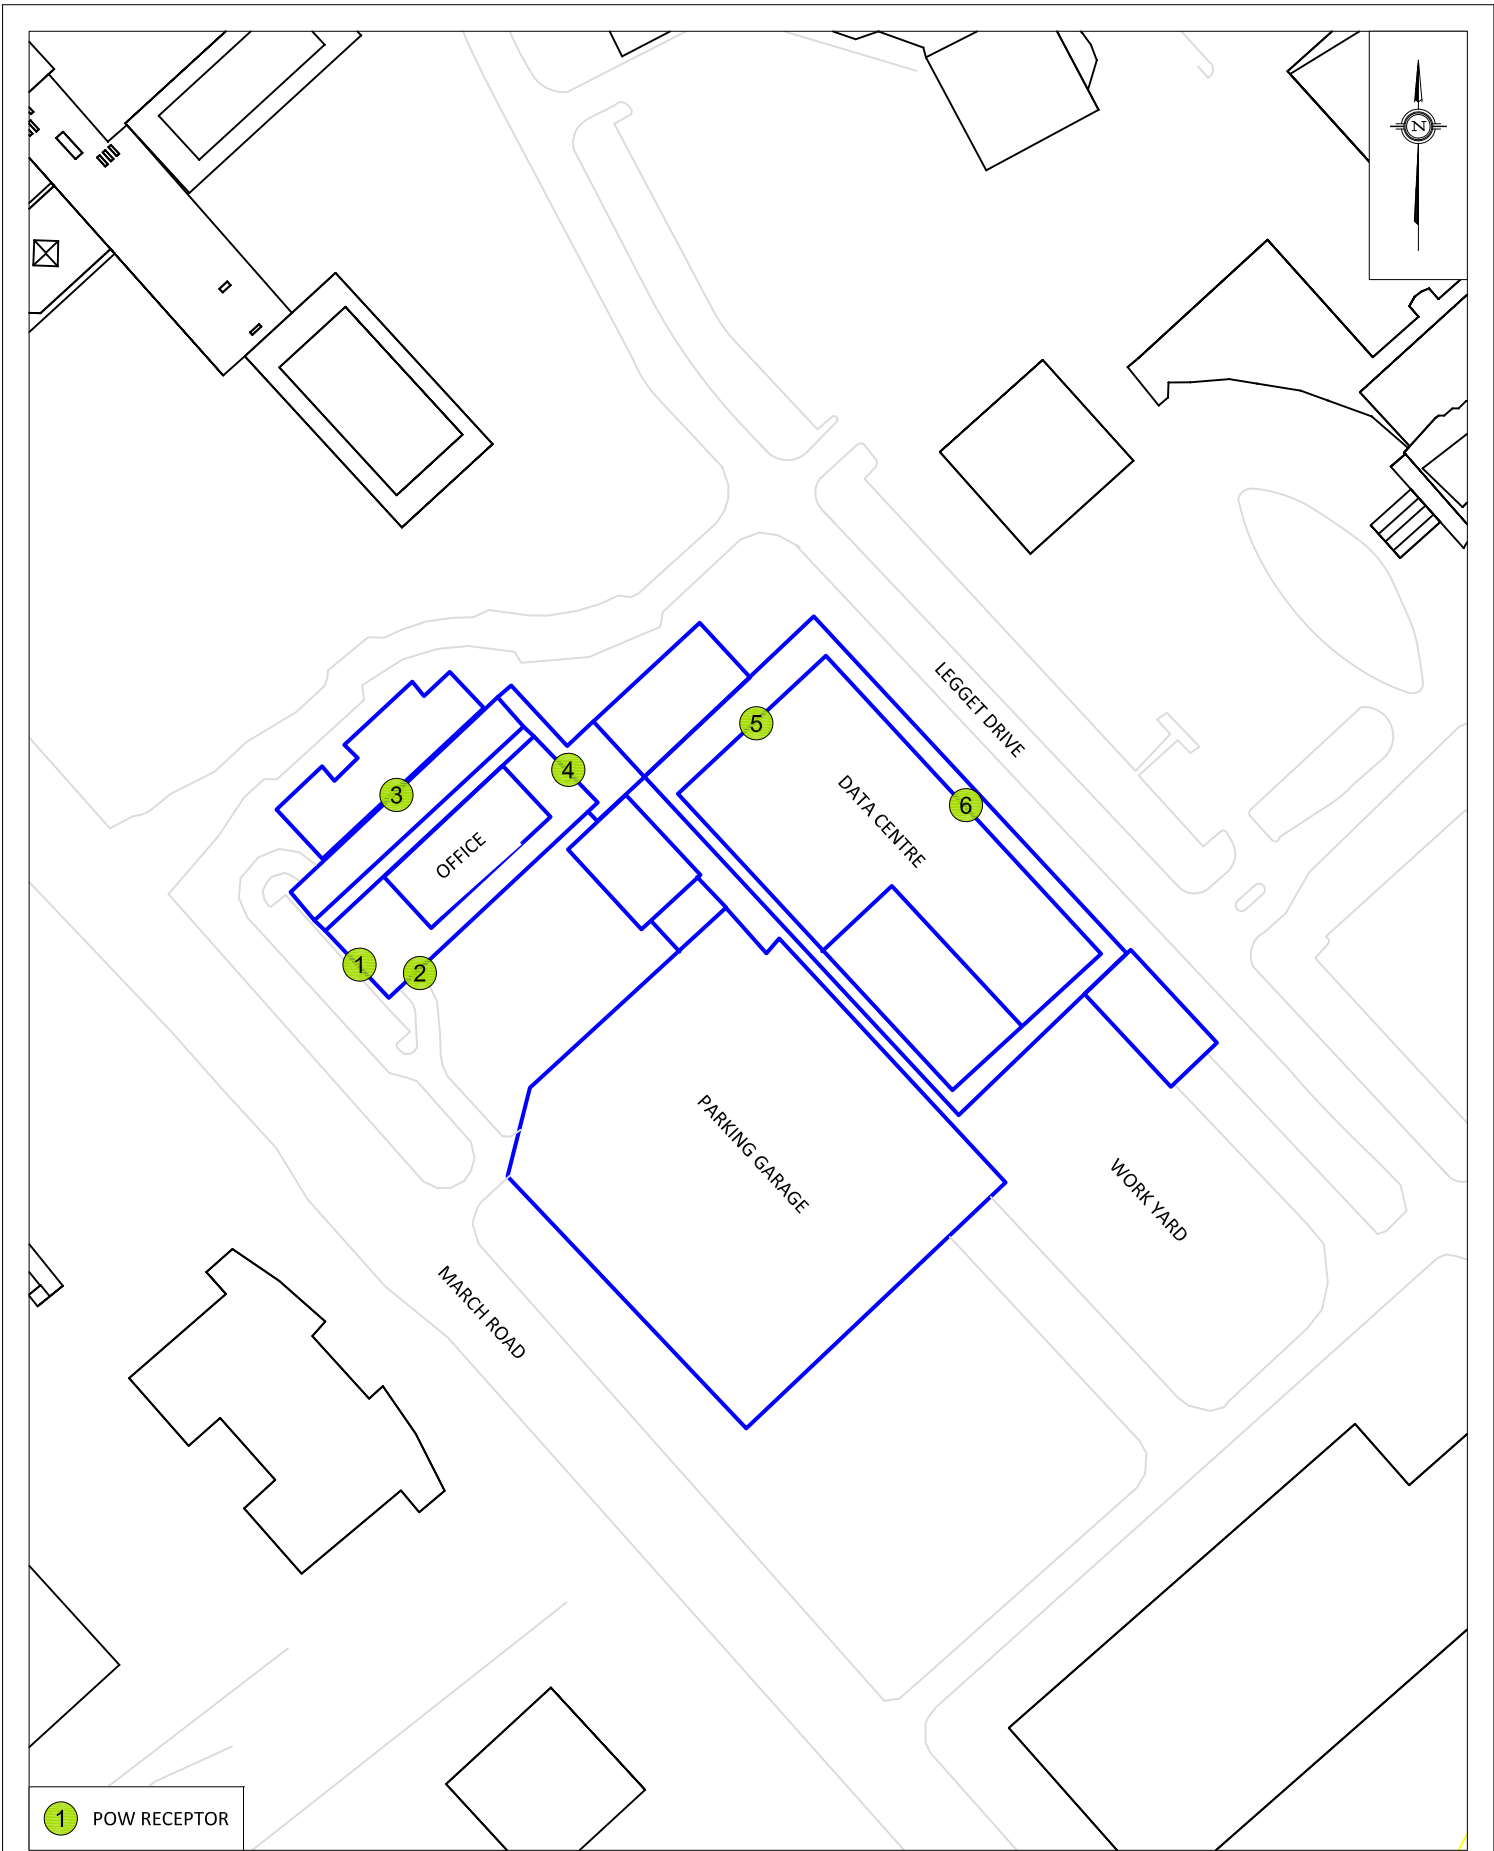 N
LEGGET DRIVE
5
4
DATA CENTRE
3
6
OFFICE
1
2
PARKING GARAGE
WORK YARD
MARCH ROAD
1 POW RECEPTOR